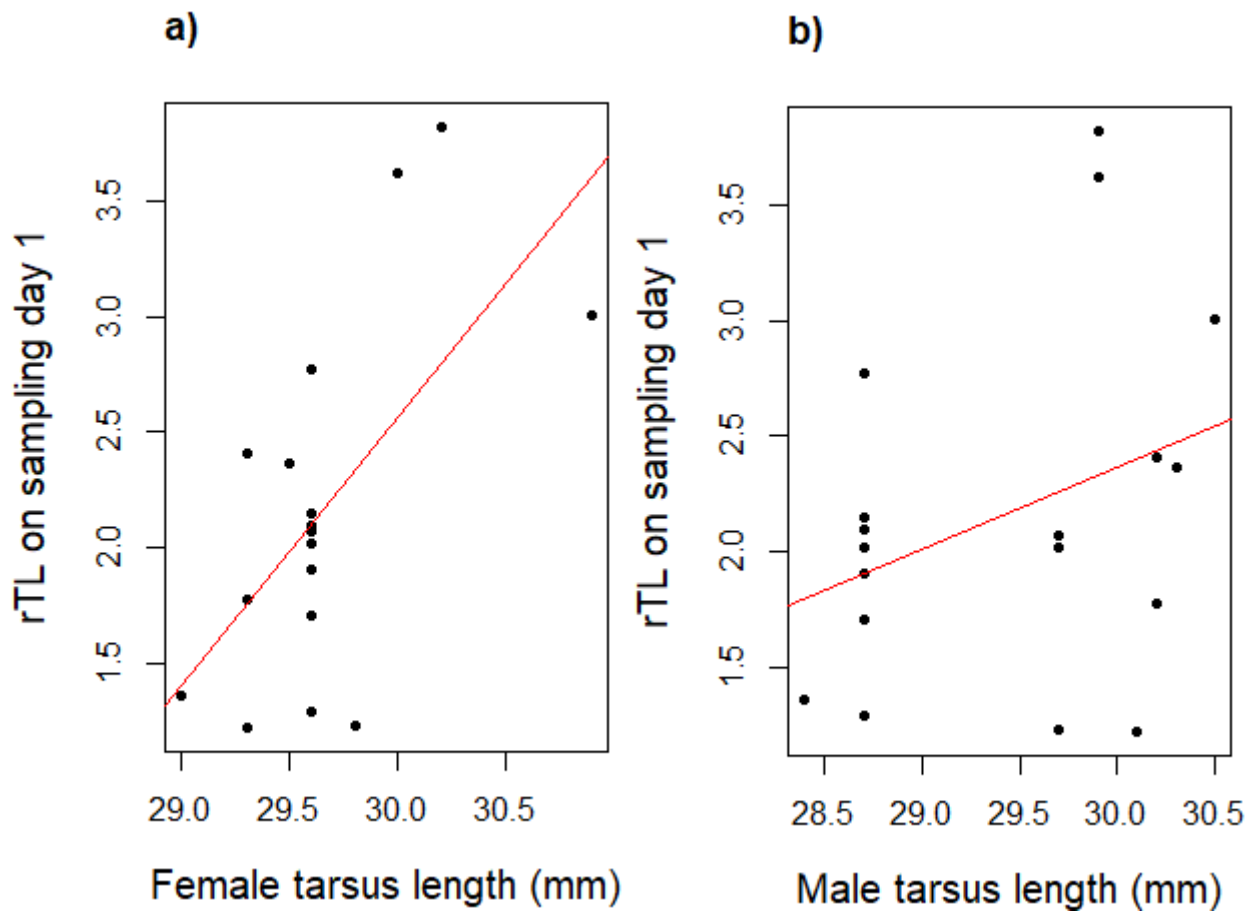 a)
rTL on sampling day 1
3.5
3.0
2.5
2.0
1.5
29.0 29.5 30.0 30.5
Female tarsus length (mm)
b)
rTL on sampling day 1
3.5
3.0
2.5
2.0
1.5
28.5 29.0 29.5 30.0 30.5
Male tarsus length (mm)